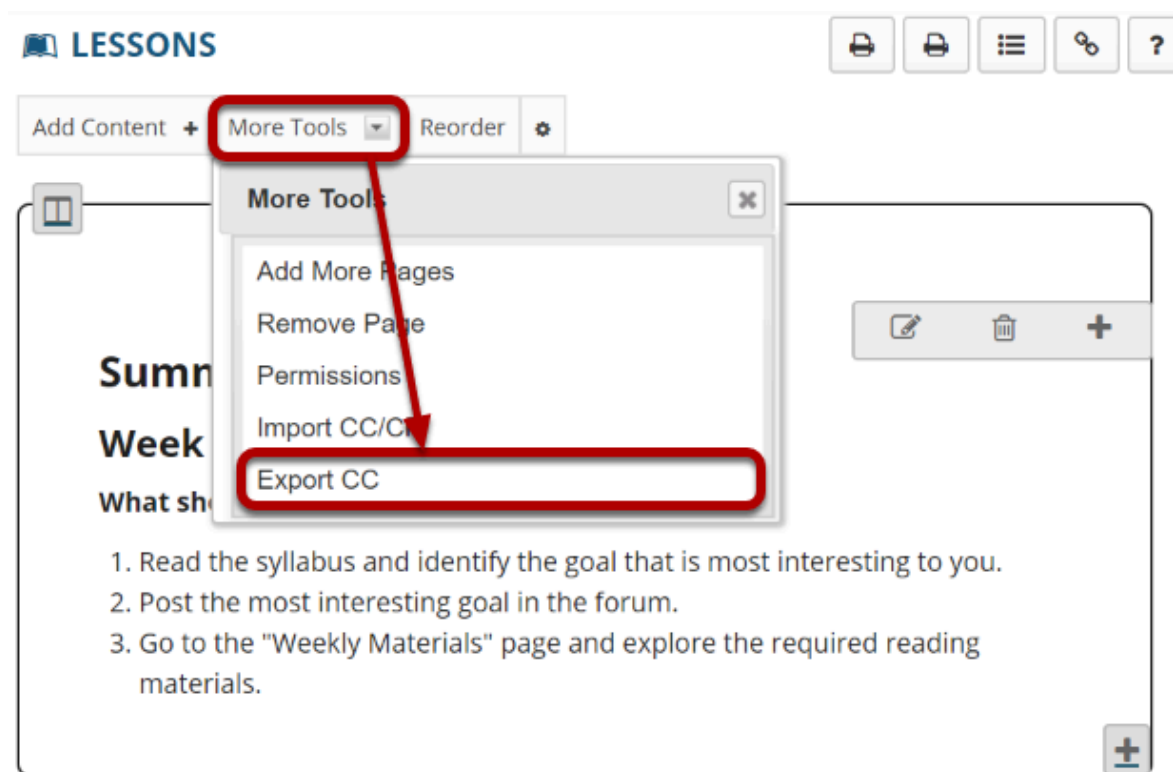 LESSONS
?
Add Content + More Tools Reorder
More Tools
Add More Pages
Remove Page
Permissions
Import CC/
Export CC
Week
What
1. Read the syllabus and identify the goal that is most interesting to you.
2. Post the most interesting goal in the forum.
3. Go to the "Weekly Materials" page and explore the required reading
materials.